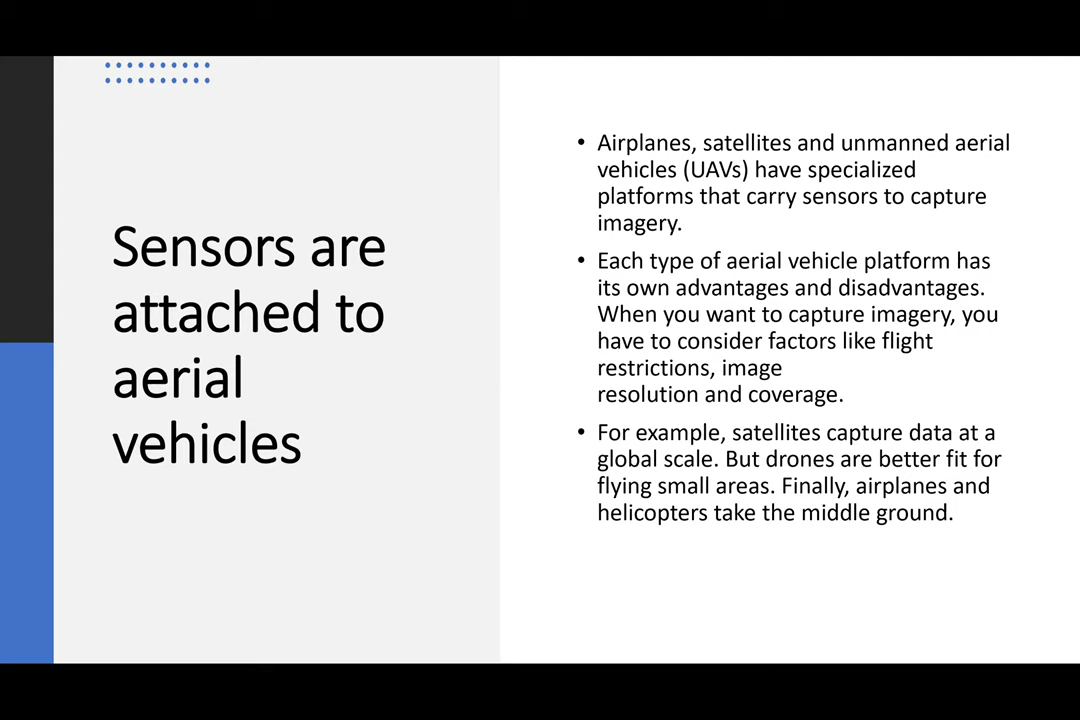 Sensors are
attached to
aerial
vehicles
• Airplanes, satellites and unmanned aerial
vehicles (UAVs) have specialized
platforms that carry sensors to capture
imagery.
• Each type of aerial vehicle platform has
its own advantages and disadvantages.
When you want to capture imagery, you
have to consider factors like flight
restrictions, image
resolution and coverage.
• For example, satellites capture data at a
global scale. But drones are better fit for
flying small areas. Finally, airplanes and
helicopters take the middle ground.